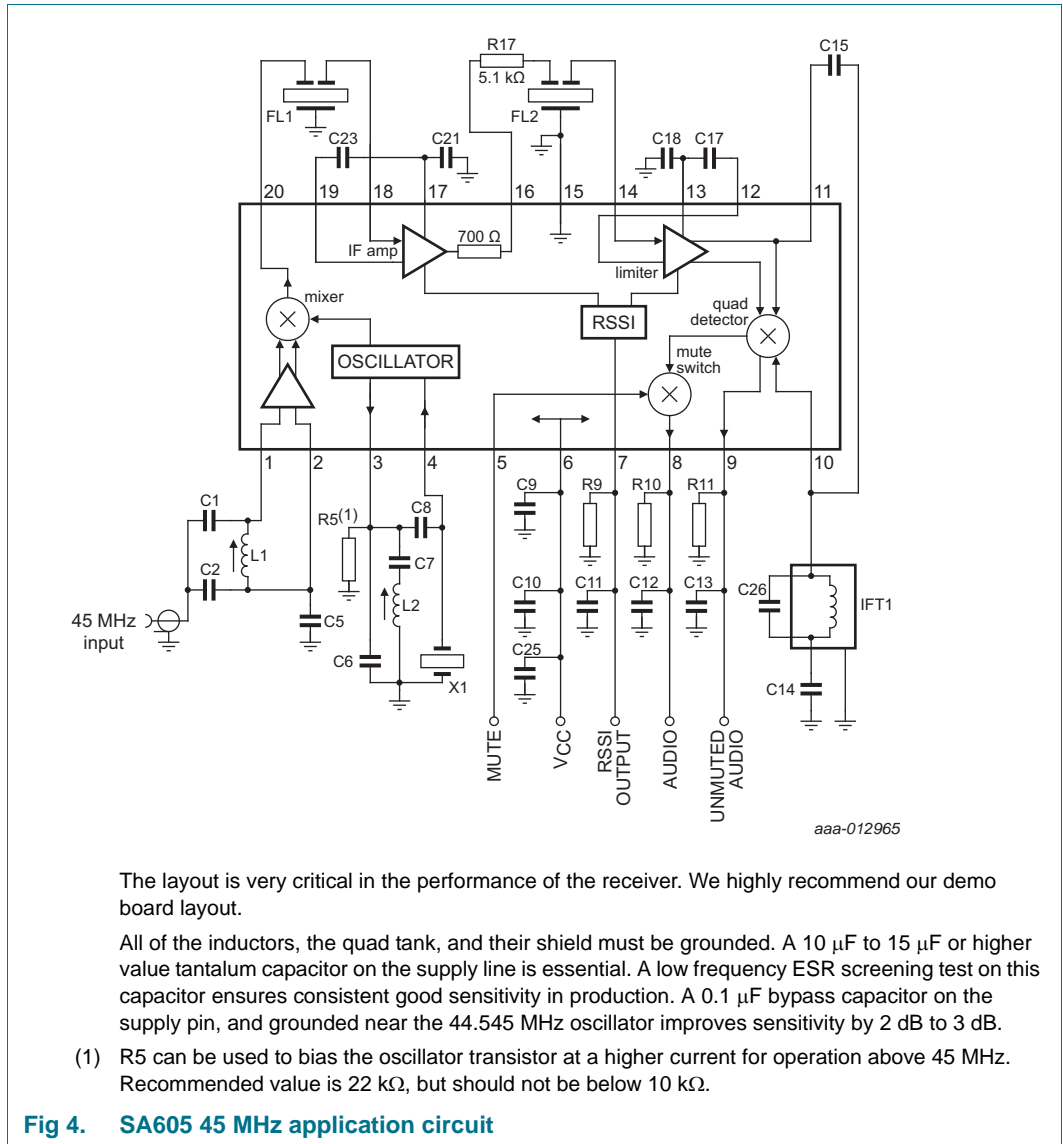 R17
5.1 kΩ
C15
FL1
FL2
C23
C21
C18
C17
20
19
18
17
16
15
14
13
12
11
IF amp
700 Ω
limiter
mixer
RSSI
quad
detector
OSCILLATOR
mute
switch
1
2
3
4
5
6
7
8
9
10
C1
C2
L1
45 MHz
input
C5
R5(1)
C8
C7
L2
C6
X1
C9
R9
R10
R11
C10
C11
C12
C13
C25
C26
IFT1
C14
MUTE
VCC
RSSI
OUTPUT
AUDIO
UNMUTED
AUDIO
aaa-012965
The layout is very critical in the performance of the receiver. We highly recommend our demo
board layout.
All of the inductors, the quad tank, and their shield must be grounded. A 10 μF to 15 μF or higher
value tantalum capacitor on the supply line is essential. A low frequency ESR screening test on this
capacitor ensures consistent good sensitivity in production. A 0.1 μF bypass capacitor on the
supply pin, and grounded near the 44.545 MHz oscillator improves sensitivity by 2 dB to 3 dB.
(1) R5 can be used to bias the oscillator transistor at a higher current for operation above 45 MHz.
Recommended value is 22 kΩ, but should not be below 10 kΩ.
Fig 4. SA605 45 MHz application circuit